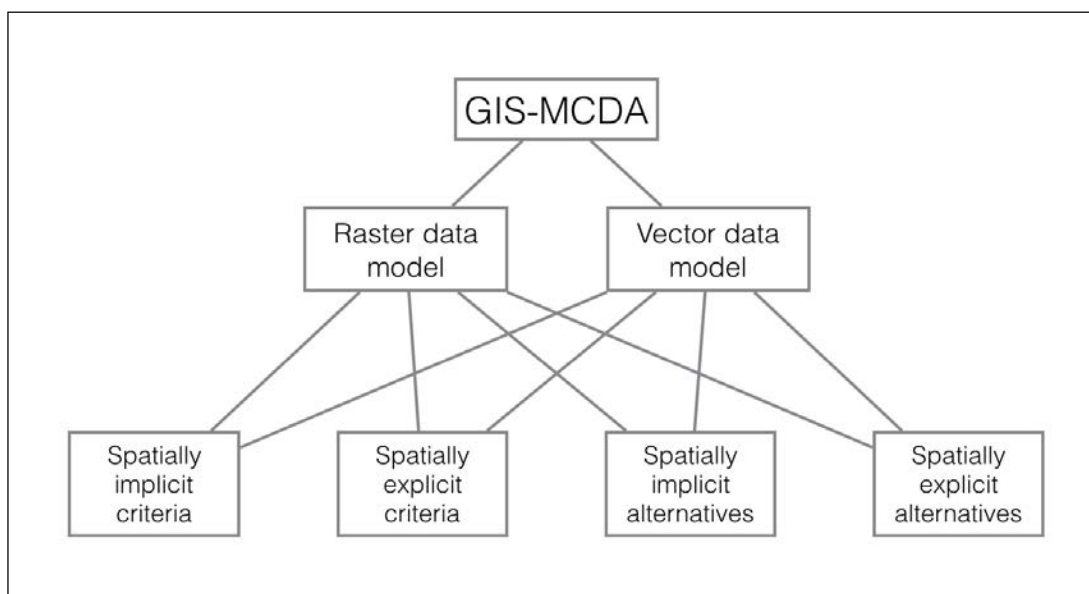 GIS-MCDA
Raster data
model
Vector data
model
Spatially
implicit
criteria
Spatially
explicit
criteria
Spatially
implicit
alternatives
Spatially
explicit
alternatives